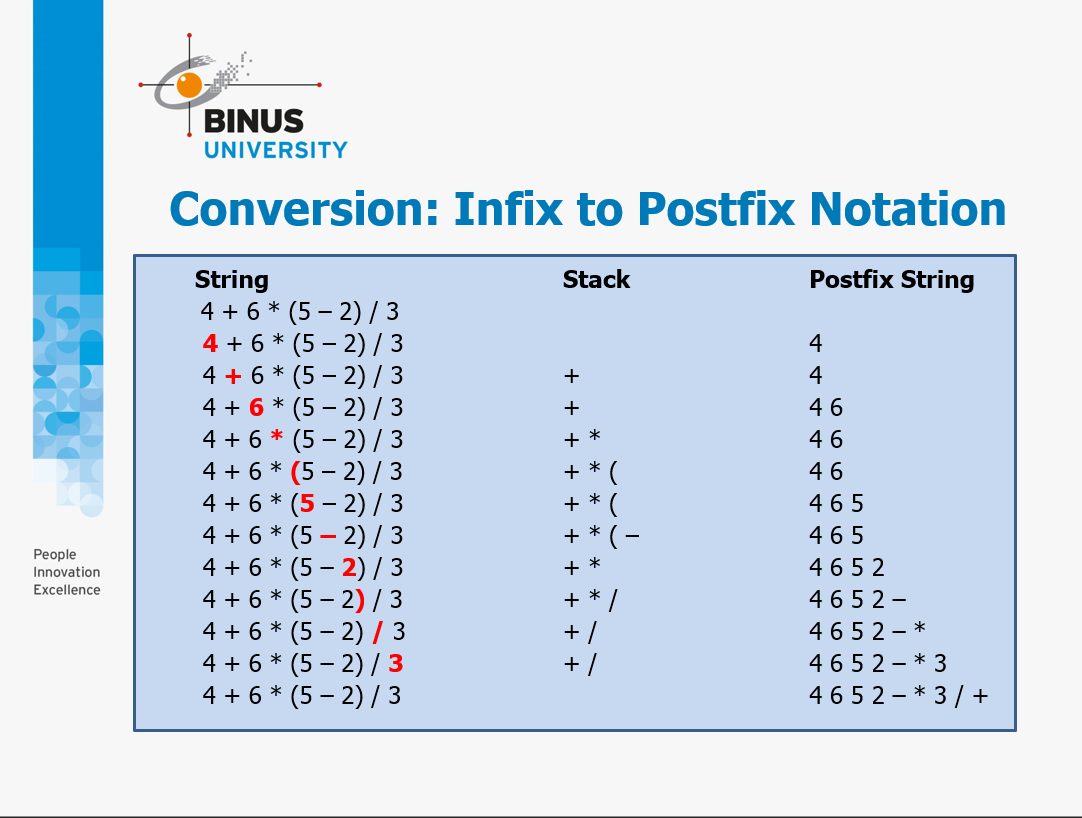 BINUS
UNIVERSITY
Conversion: Infix to Postfix Notation
String Stack Postfix String
4 + 6 * (5 – 2) / 3
4 + 6 * (5 – 2) / 3 4
4 + 6 * (5 – 2) / 3 + 4
4 + 6 * (5 – 2) / 3 + 4 6
4 + 6 * (5 – 2) / 3 + * 4 6
4 + 6 * (5 – 2) / 3 + * ( 4 6
4 + 6 * (5 – 2) / 3 + * ( 4 6 5
4 + 6 * (5 – 2) / 3 + * ( – 4 6 5
4 + 6 * (5 – 2) / 3 + * 4 6 5 2
4 + 6 * (5 – 2) / 3 + * / 4 6 5 2 –
4 + 6 * (5 – 2) / 3 + / 4 6 5 2 – *
4 + 6 * (5 – 2) / 3 + / 4 6 5 2 – * 3
4 + 6 * (5 – 2) / 3 4 6 5 2 – * 3 / +
People
Innovation
Excellence